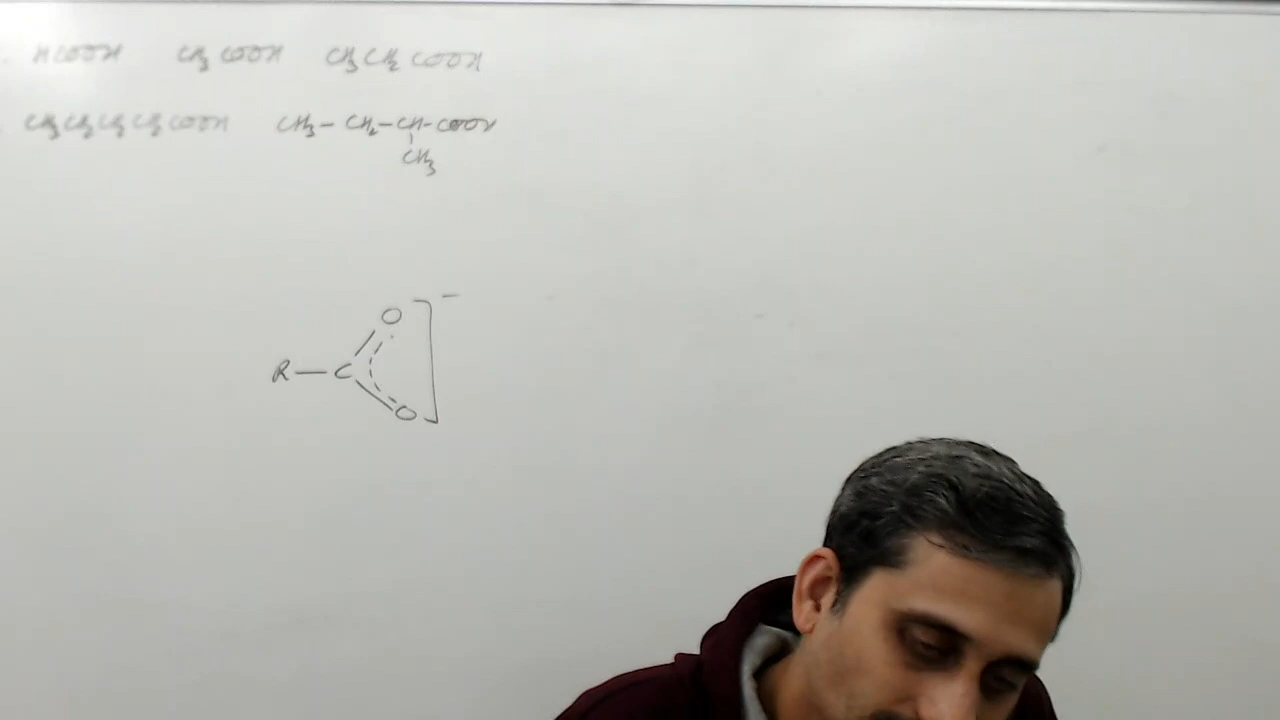 HCOOH CH3COOH CH3CH2COOH
CH3CH2CH2CH2COOH CH3-CH2-CH-COOH
CH3
O ] -
R-C
O